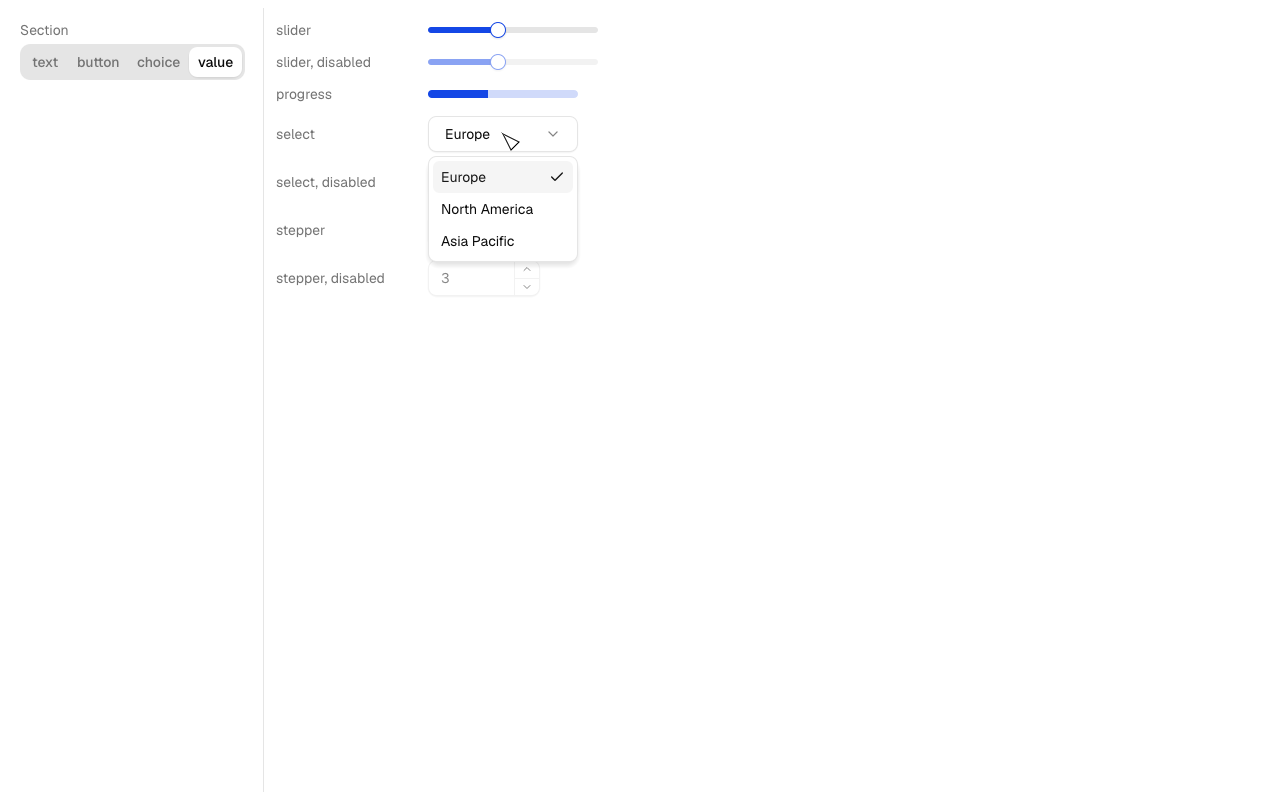 Section
text button choice value
slider
slider, disabled
progress
select Europe
Europe
select, disabled
North America
stepper
Asia Pacific
stepper, disabled 3